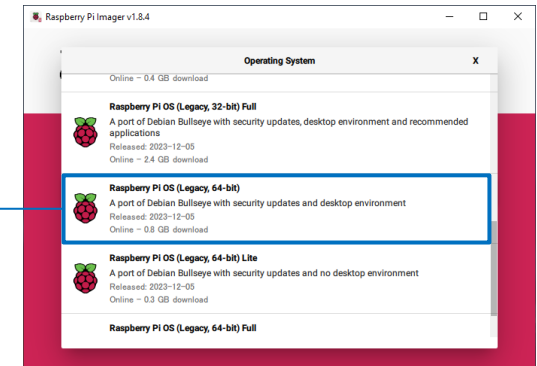 Raspberry Pi Imager v1.8.4
Operating System X
Online - 0.4 GB download
Raspberry Pi OS (Legacy, 32-bit) Full
A port of Debian Bullseye with security updates, desktop environment and recommended
applications
Released: 2023-12-05
Online - 2.4 GB download
Raspberry Pi OS (Legacy, 64-bit)
A port of Debian Bullseye with security updates and desktop environment
Released: 2023-12-05
Online - 0.8 GB download
Raspberry Pi OS (Legacy, 64-bit) Lite
A port of Debian Bullseye with security updates and no desktop environment
Released: 2023-12-05
Online - 0.3 GB download
Raspberry Pi OS (Legacy, 64-bit) Full